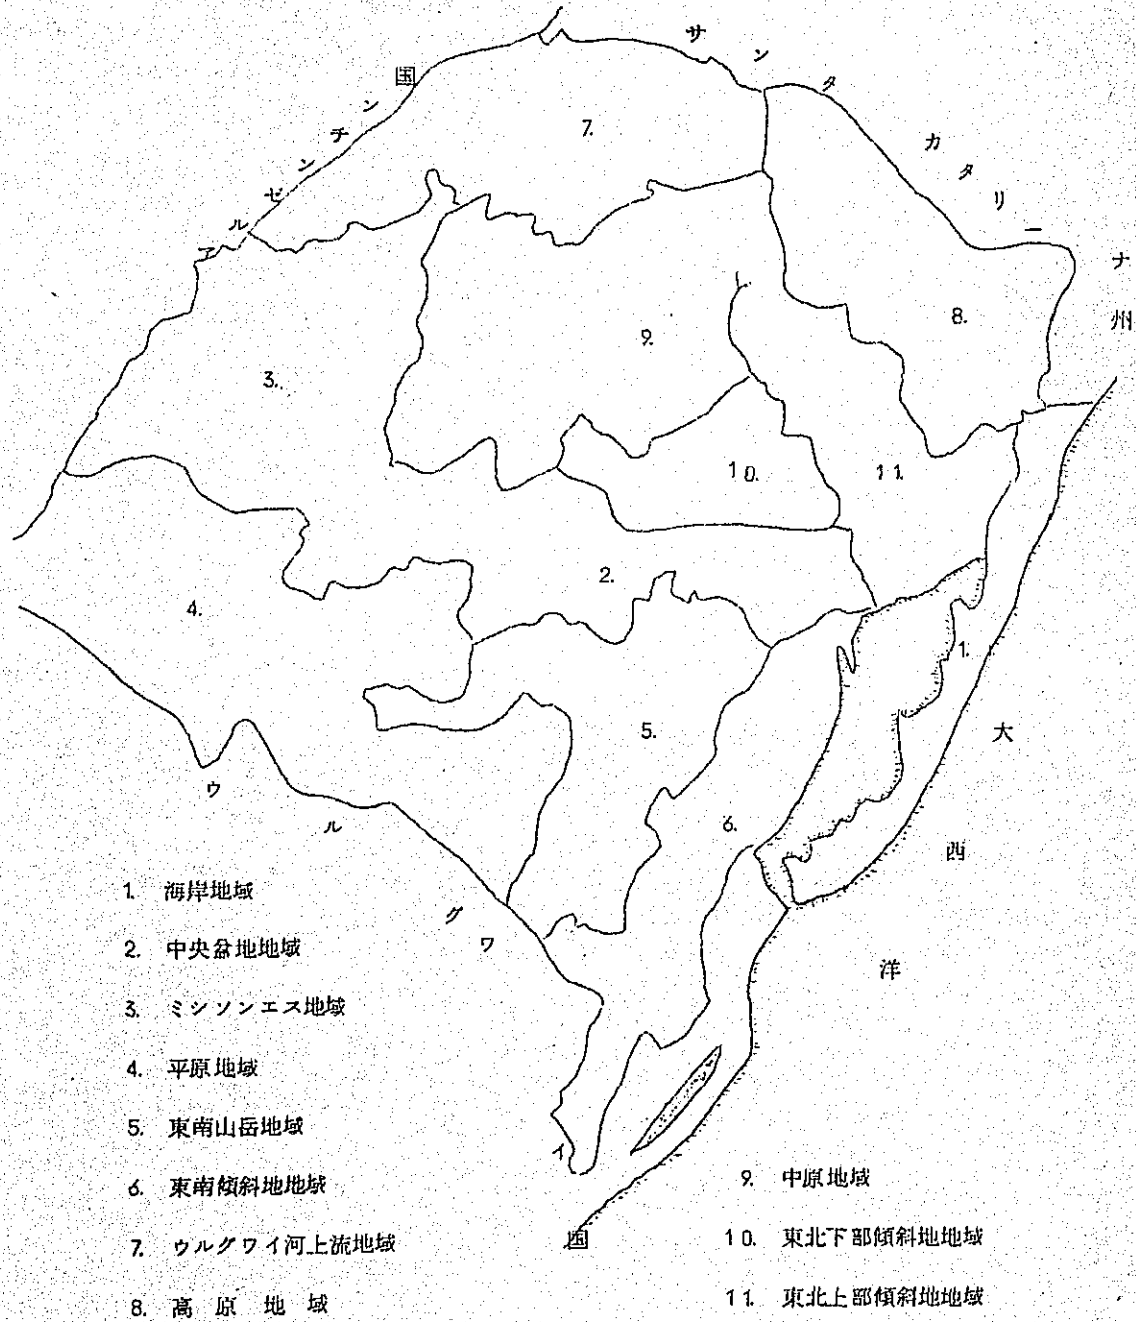 アルゼンチン国
サンタカタリーナ州
7.
8.
9.
3.
10.
11.
2.
4.
1.
5.
6.
大西洋
ウルグワイ国
1. 海岸地域
2. 中央盆地地域
3. ミシソンエス地域
4. 平原地域
5. 東南山岳地域
6. 東南傾斜地地域
7. ウルグワイ河上流地域
8. 高原地域
9. 中原地域
10. 東北下部傾斜地地域
11. 東北上部傾斜地地域